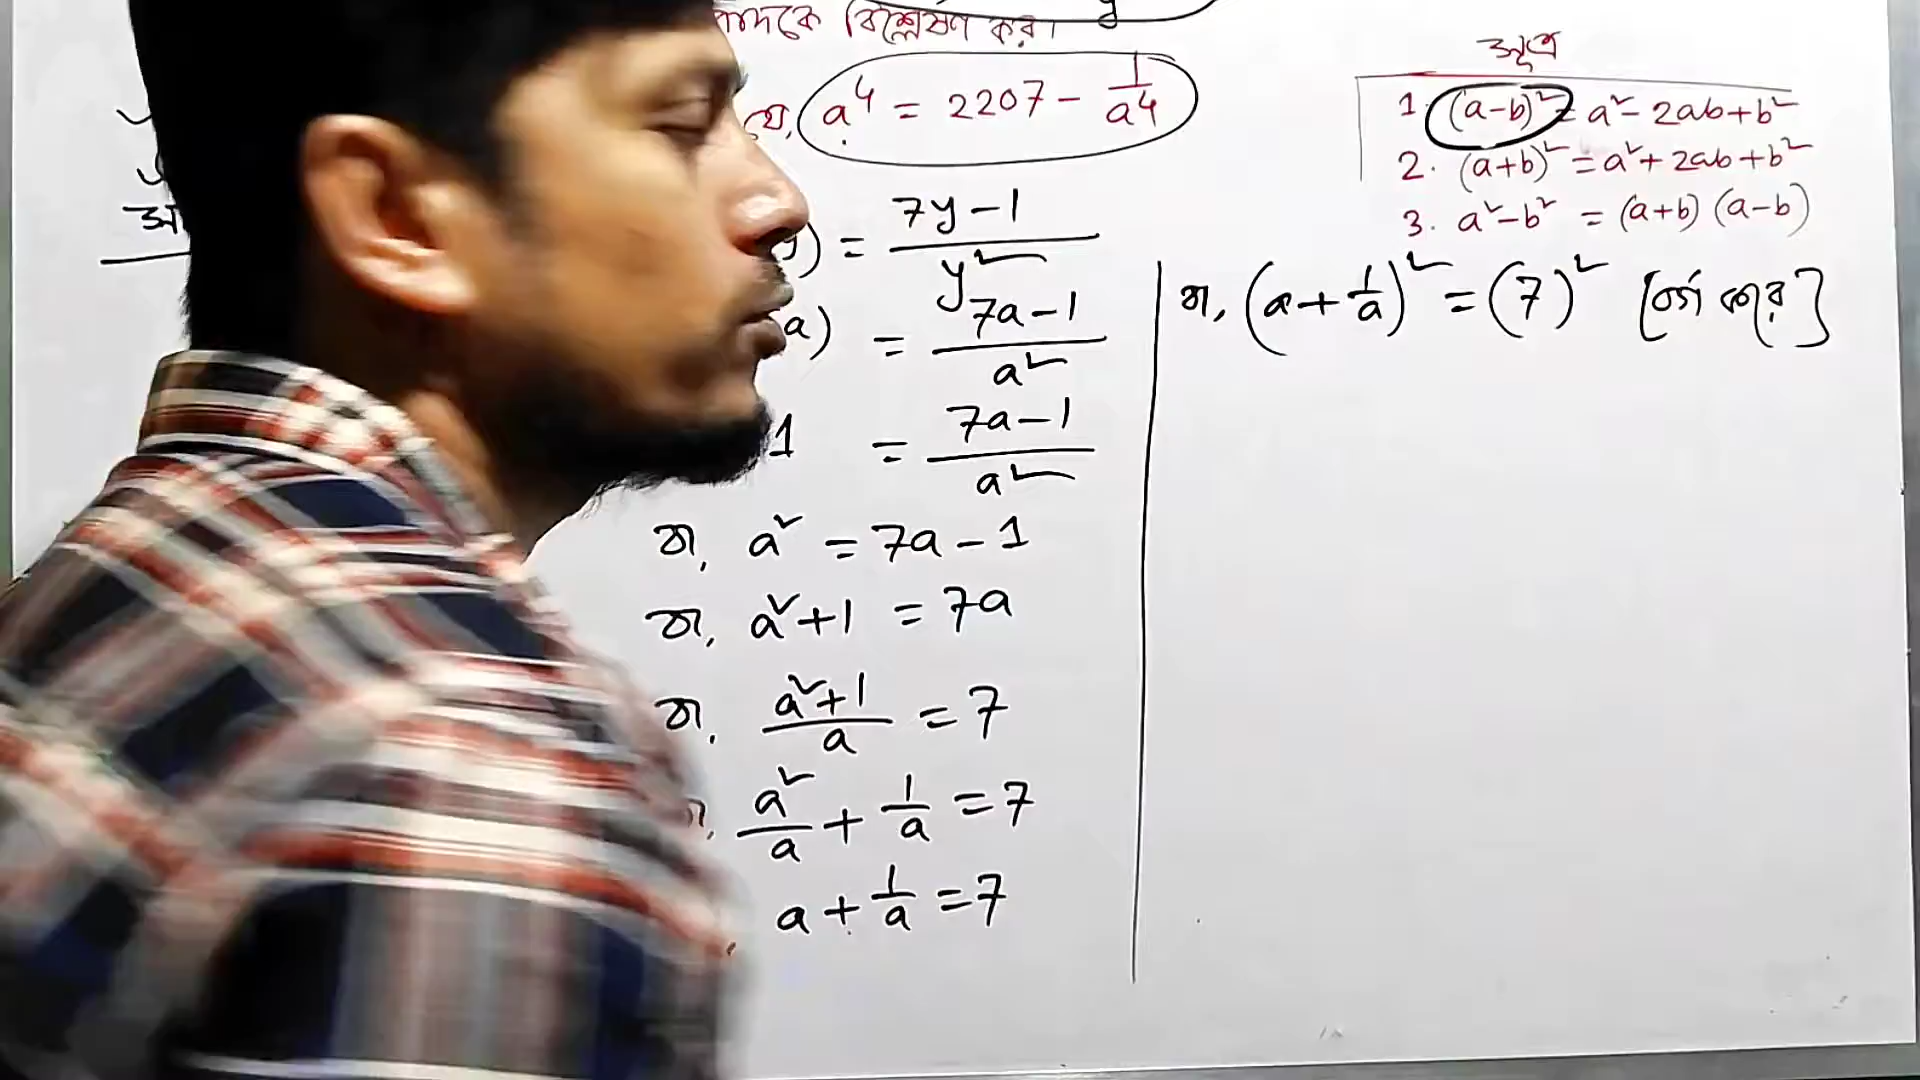 বিশ্লেষণ কর।
যে, a⁴ = 2207 - 1/a⁴
) = (7y-1)/y²
a) = (7a-1)/a²
1 = (7a-1)/a²
বা, a² = 7a-1
বা, a²+1 = 7a
বা, (a²+1)/a = 7
বা, a²/a + 1/a = 7
a + 1/a = 7
সূত্র
1. (a-b)² = a² - 2ab + b²
2. (a+b)² = a² + 2ab + b²
3. a² - b² = (a+b) (a-b)
বা, (a + 1/a)² = (7)² [বর্গ করে]